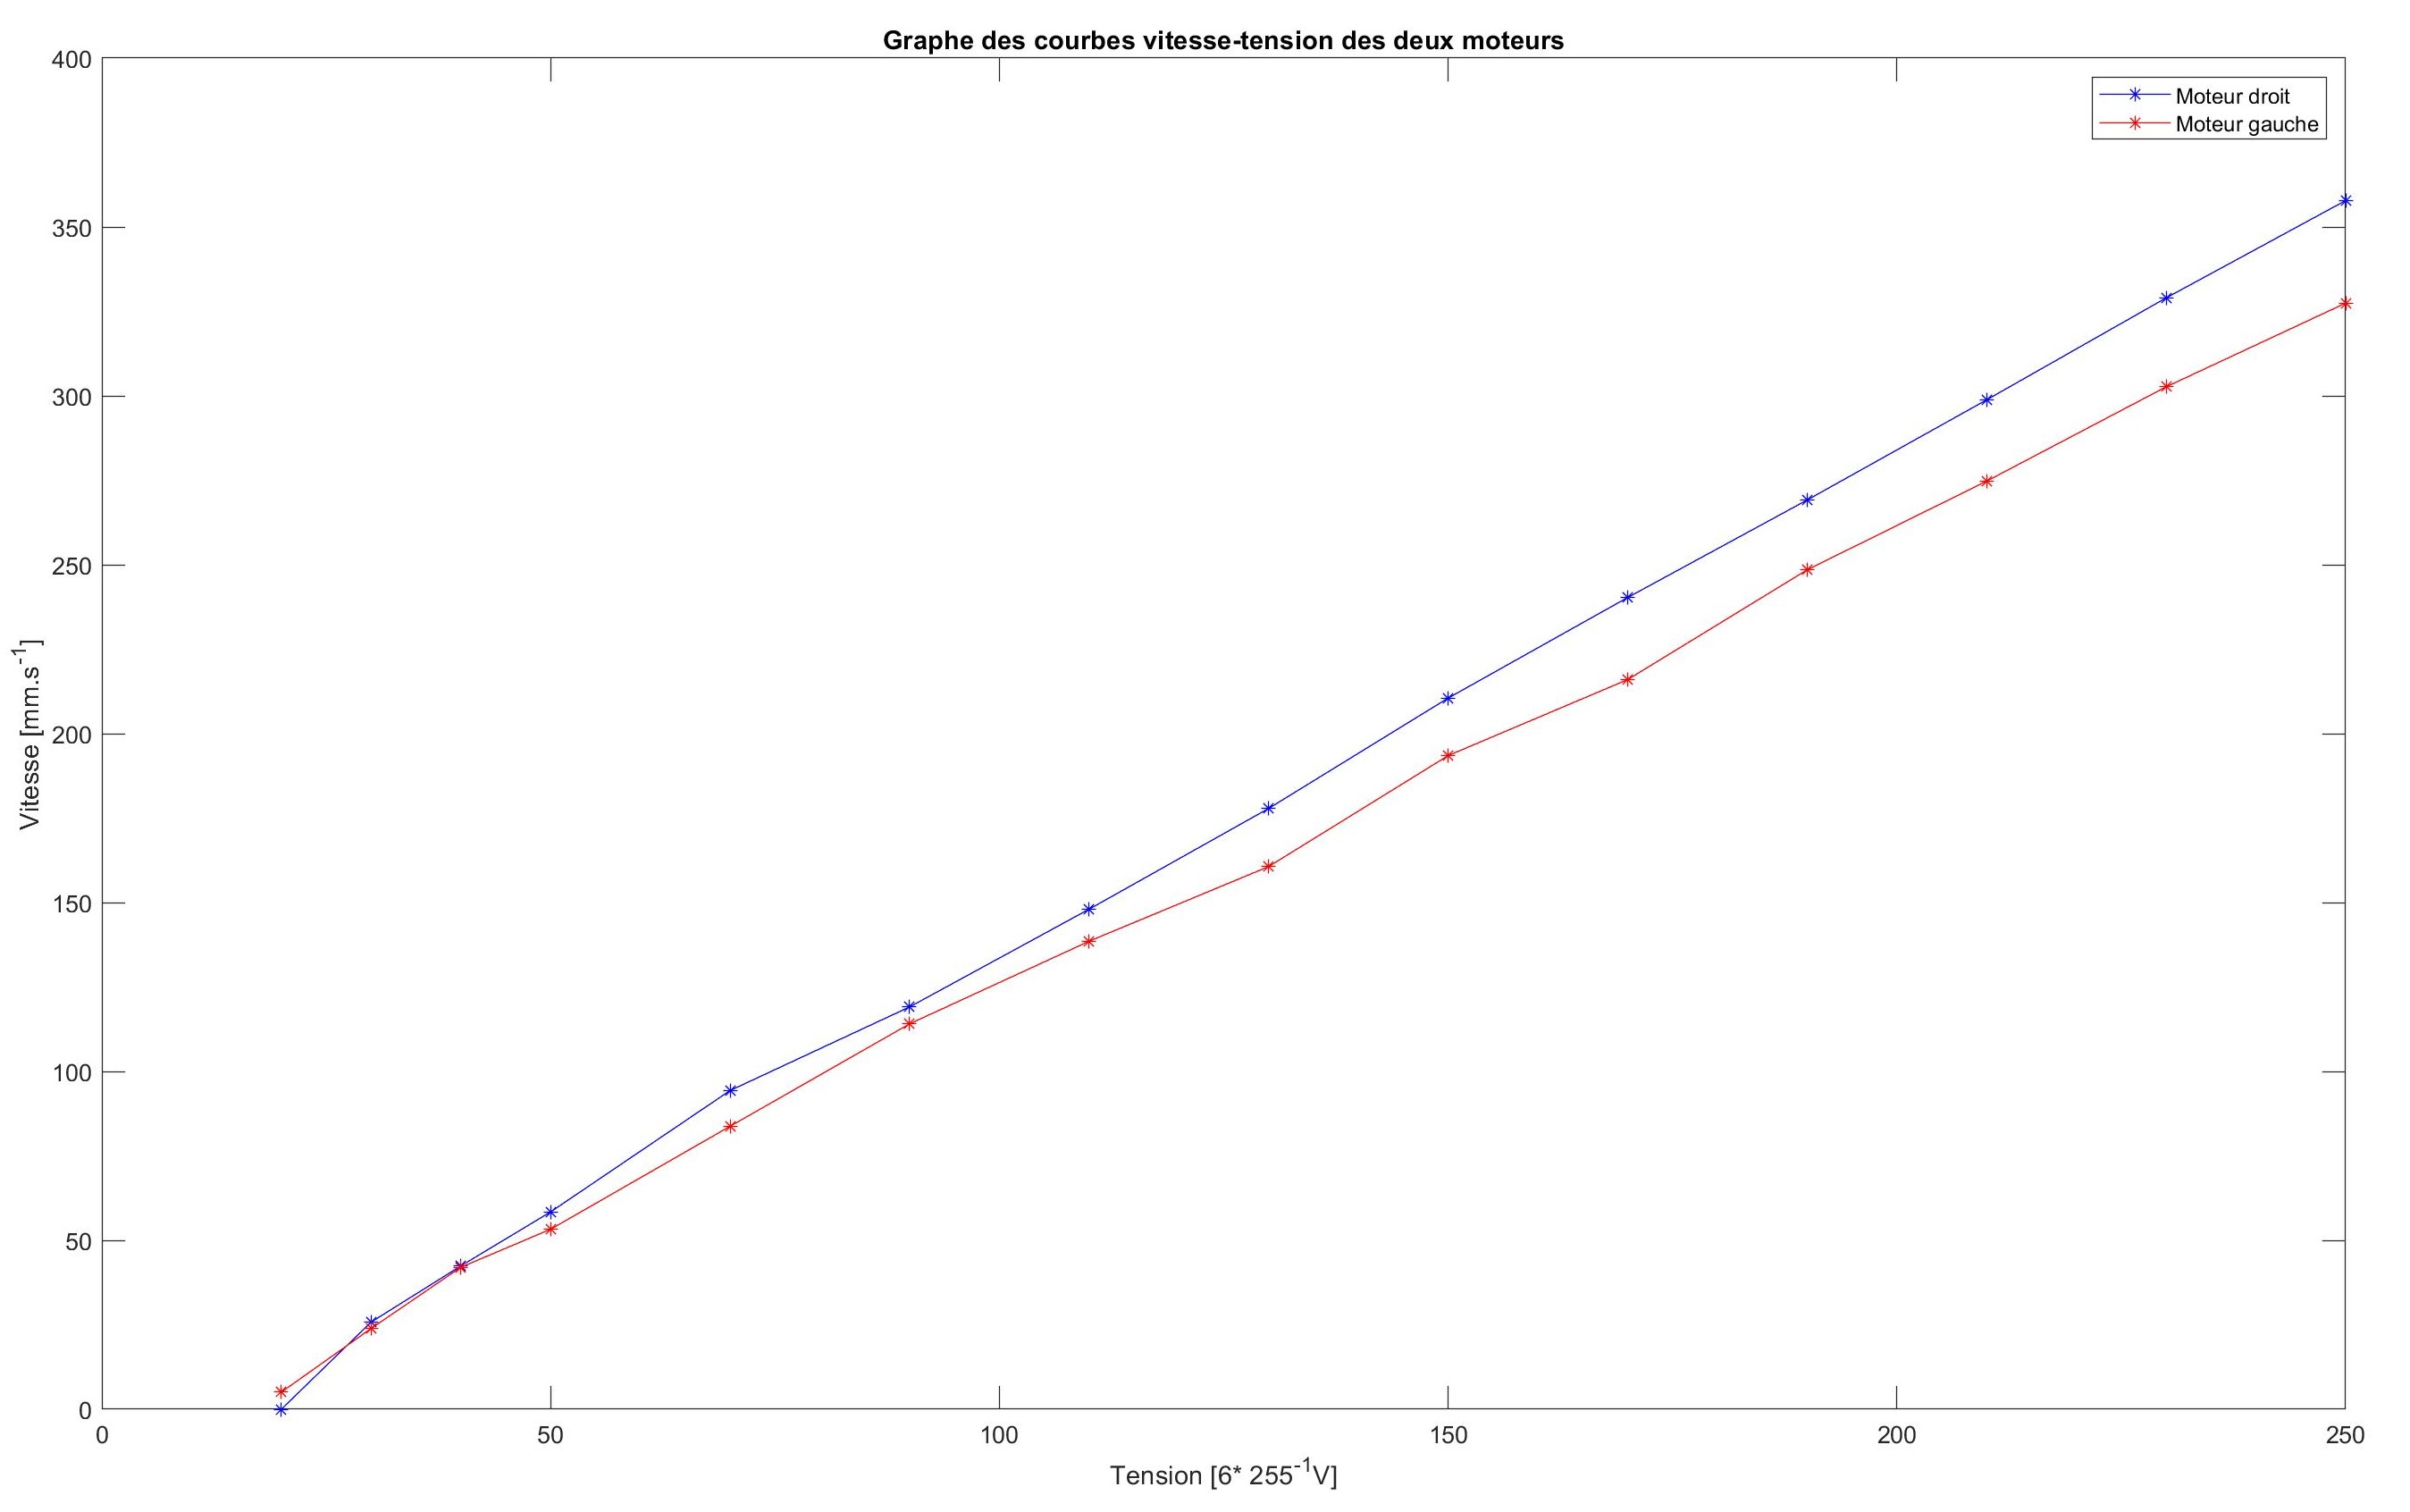 Graphe des courbes vitesse-tension des deux moteurs
Moteur droit
Moteur gauche
400
350
300
250
200
150
100
50
0
Vitesse [mm.s-1]
0 50 100 150 200 250
Tension [6* 255-1V]